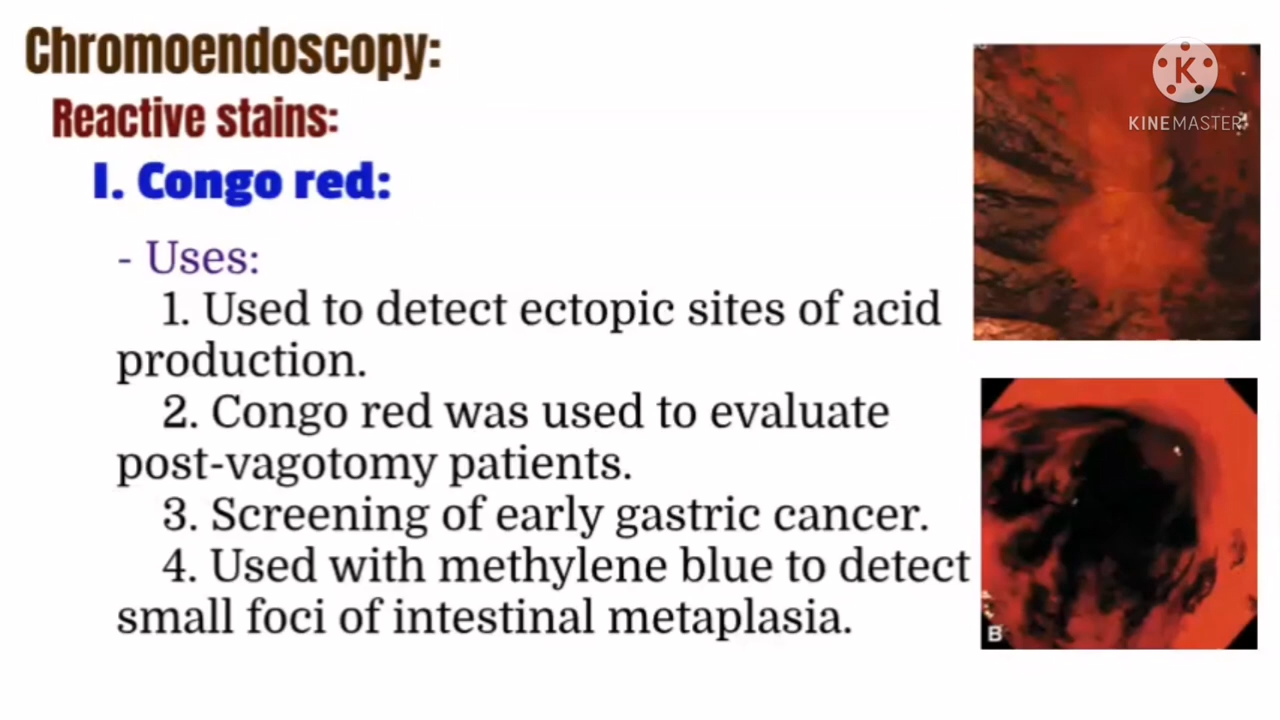 Chromoendoscopy:
Reactive stains:
I. Congo red:
- Uses:
1. Used to detect ectopic sites of acid
production.
2. Congo red was used to evaluate
post-vagotomy patients.
3. Screening of early gastric cancer.
4. Used with methylene blue to detect
small foci of intestinal metaplasia.
K
KINEMASTER
B